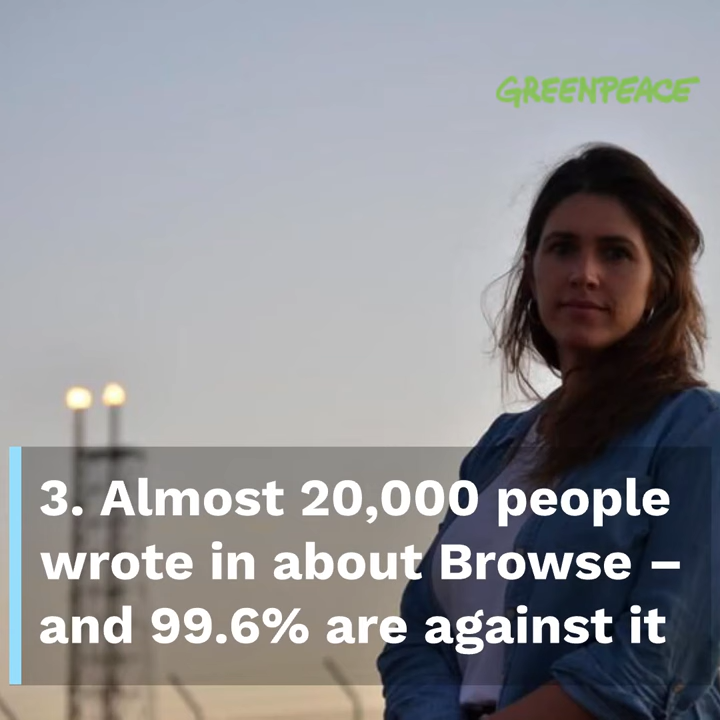 GREENPEACE
3. Almost 20,000 people
wrote in about Browse –
and 99.6% are against it